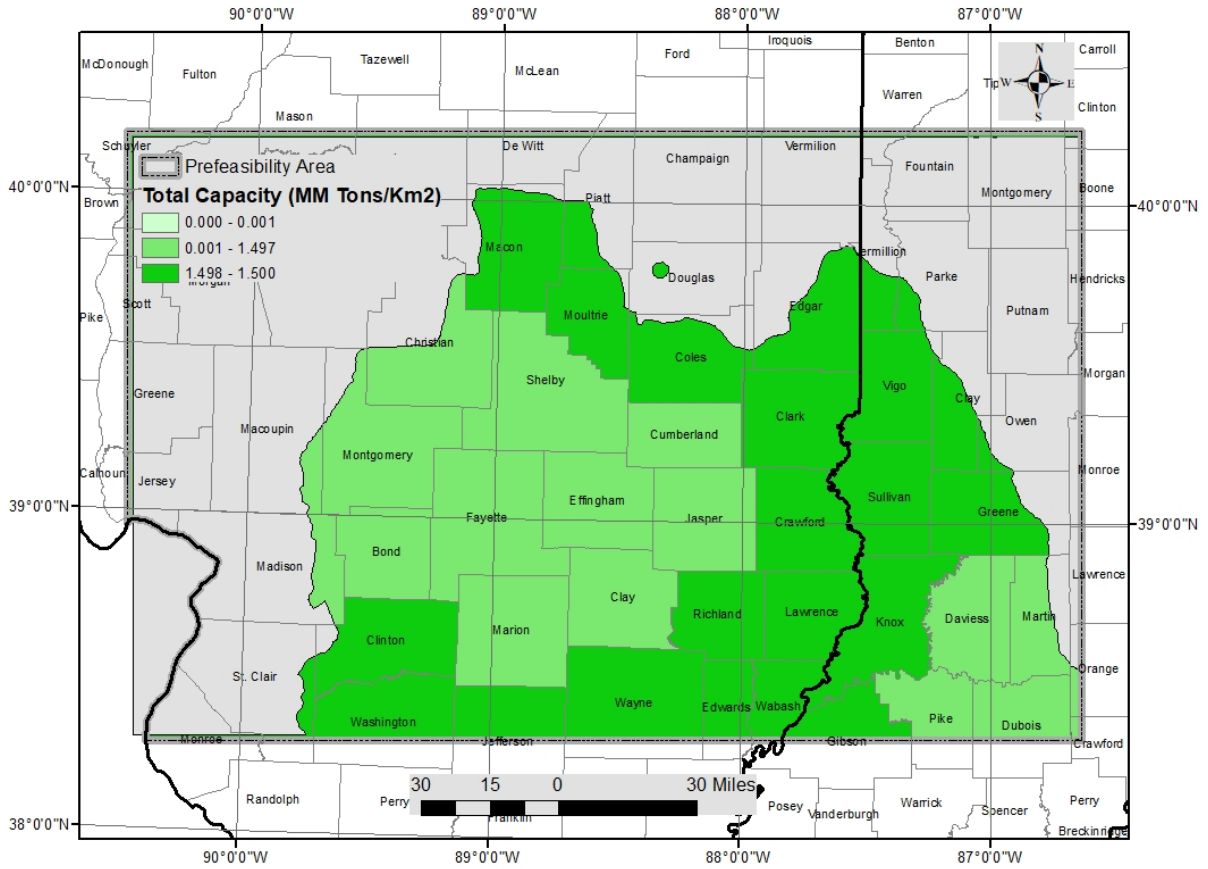 90°0'0"W 89°0'0"W 88°0'0"W 87°0'0"W
Iroquois Benton Carroll
McDonough Fulton Tazewell McLean Ford
N
W E
S
Tip
Warren Clinton
Mason
Schuyler De Witt Champaign Vermilion Fountain
Prefeasibility Area
Total Capacity (MM Tons/Km2)
0.000 - 0.001
0.001 - 1.497
1.498 - 1.500
40°0'0"N 40°0'0"N
Brown Piatt Montgomery Boone
Macon Vermillion
Morgan Douglas Parke Hendricks
Scott Edgar Putnam
Pike Moultrie
Christian Coles
Shelby Vigo Morgan
Greene Clay
Macoupin Cumberland Clark Owen
Montgomery
Calhoun Jersey Monroe
39°0'0"N 39°0'0"N
Effingham Sullivan
Fayette Jasper Crawford Greene
Bond
Madison Lawrence
Clay
Richland Lawrence
Marion Knox Daviess Martin
Clinton
St. Clair Orange
Wayne Edwards Wabash
Washington Pike Dubois
Monroe Jefferson Gibson Crawford
30 15 0 30 Miles
Randolph Perry Franklin Posey Vanderburgh Warrick Spencer Perry
Breckinridge
38°0'0"N 38°0'0"N
90°0'0"W 89°0'0"W 88°0'0"W 87°0'0"W